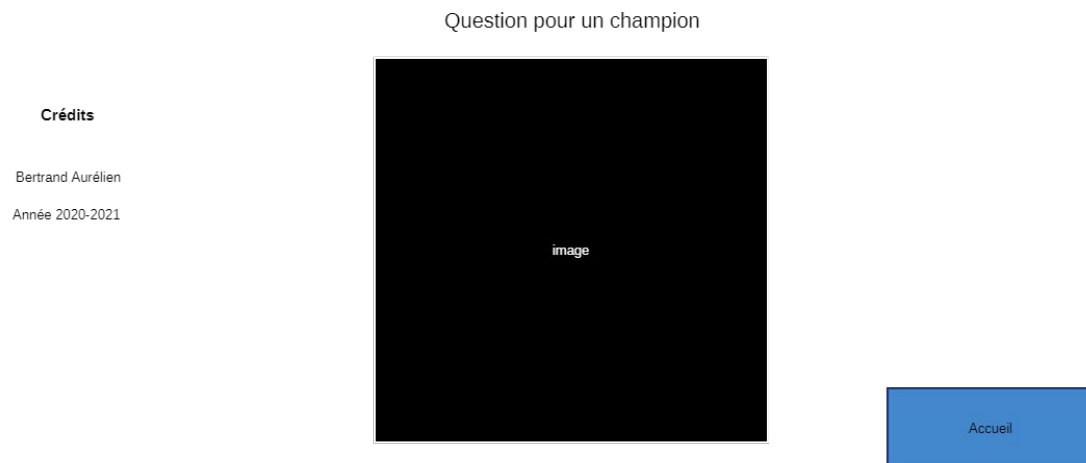 Question pour un champion
Crédits
Bertrand Aurélien
Année 2020-2021
image
Accueil